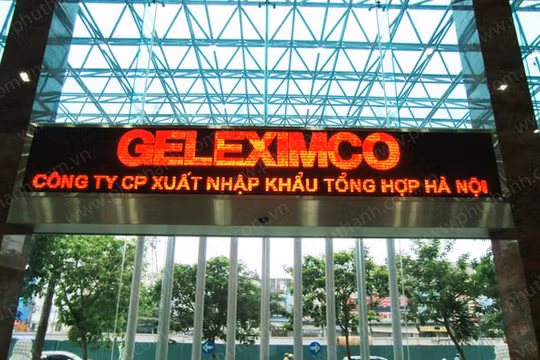 GELEXIMCO
CÔNG TY CP XUẤT NHẬP KHẨU TỔNG HỢP HÀ NỘI